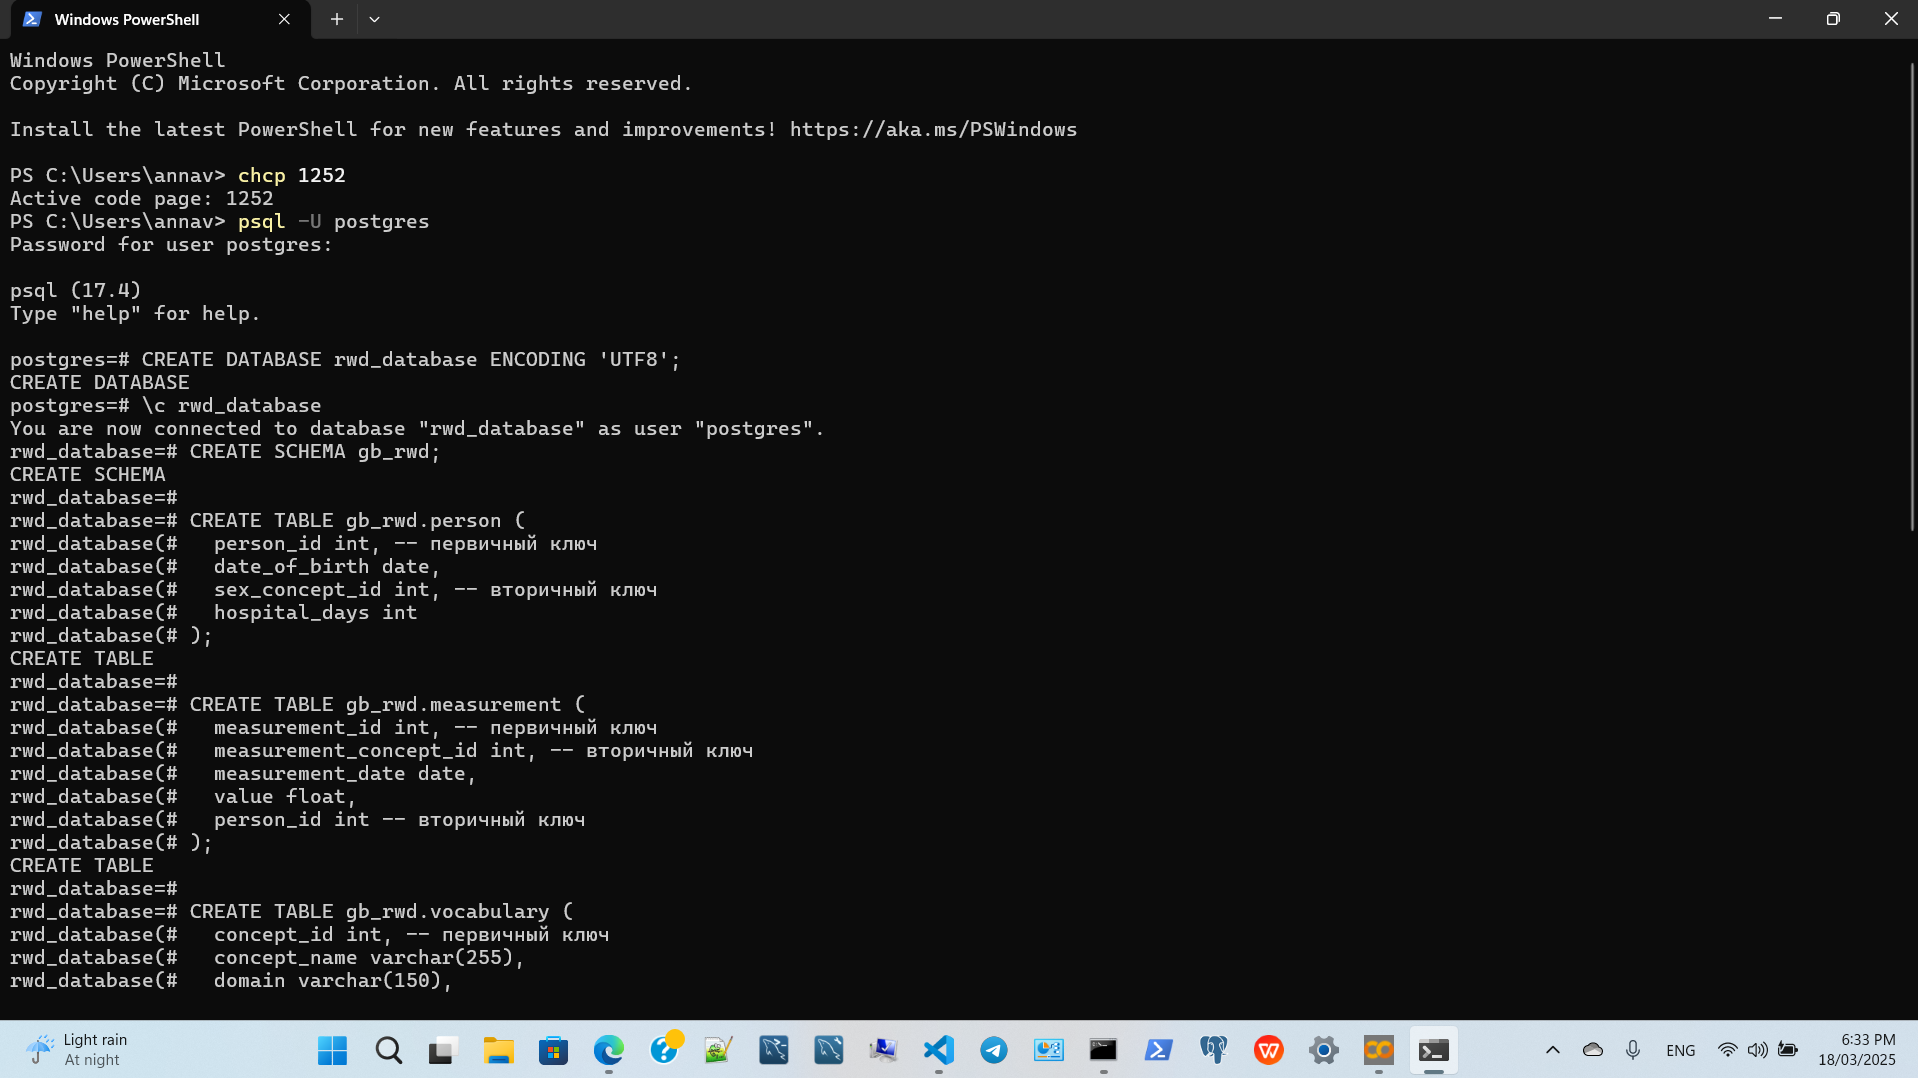 Windows PowerShell
Windows PowerShell
Copyright (C) Microsoft Corporation. All rights reserved.
Install the latest PowerShell for new features and improvements! https://aka.ms/PSWindows
PS C:\Users\annav> chcp 1252
Active code page: 1252
PS C:\Users\annav> psql -U postgres
Password for user postgres:
psql (17.4)
Type "help" for help.
postgres=# CREATE DATABASE rwd_database ENCODING 'UTF8';
CREATE DATABASE
postgres=# \c rwd_database
You are now connected to database "rwd_database" as user "postgres".
rwd_database=# CREATE SCHEMA gb_rwd;
CREATE SCHEMA
rwd_database=#
rwd_database=# CREATE TABLE gb_rwd.person (
rwd_database(#   person_id int, -- первичный ключ
rwd_database(#   date_of_birth date,
rwd_database(#   sex_concept_id int, -- вторичный ключ
rwd_database(#   hospital_days int
rwd_database(# );
CREATE TABLE
rwd_database=#
rwd_database=# CREATE TABLE gb_rwd.measurement (
rwd_database(#   measurement_id int, -- первичный ключ
rwd_database(#   measurement_concept_id int, -- вторичный ключ
rwd_database(#   measurement_date date,
rwd_database(#   value float,
rwd_database(#   person_id int -- вторичный ключ
rwd_database(# );
CREATE TABLE
rwd_database=#
rwd_database=# CREATE TABLE gb_rwd.vocabulary (
rwd_database(#   concept_id int, -- первичный ключ
rwd_database(#   concept_name varchar(255),
rwd_database(#   domain varchar(150),
Light rain
At night
ENG
6:33 PM
18/03/2025